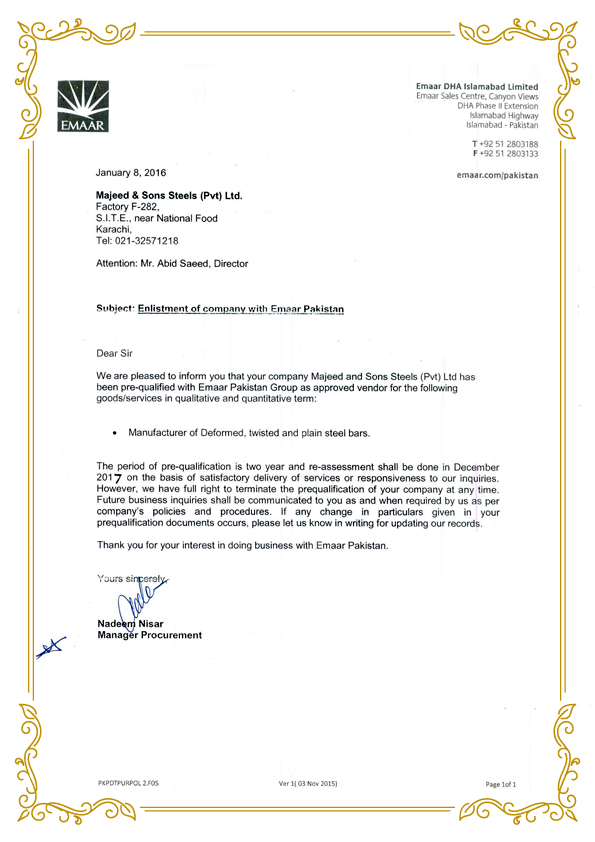 EMAAR
Emaar DHA Islamabad Limited
Emaar Sales Centre, Canyon Views
DHA Phase II Extension
Islamabad Highway
Islamabad - Pakistan
T +92 51 2803188
F +92 51 2803133
emaar.com/pakistan
January 8, 2016
Majeed & Sons Steels (Pvt) Ltd.
Factory F-282,
S.I.T.E., near National Food
Karachi,
Tel: 021-32571218
Attention: Mr. Abid Saeed, Director
Subject: Enlistment of company with Emaar Pakistan
Dear Sir
We are pleased to inform you that your company Majeed and Sons Steels (Pvt) Ltd has
been pre-qualified with Emaar Pakistan Group as approved vendor for the following
goods/services in qualitative and quantitative term:
• Manufacturer of Deformed, twisted and plain steel bars.
The period of pre-qualification is two year and re-assessment shall be done in December
2017 on the basis of satisfactory delivery of services or responsiveness to our inquiries.
However, we have full right to terminate the prequalification of your company at any time.
Future business inquiries shall be communicated to you as and when required by us as per
company's policies and procedures. If any change in particulars given in your
prequalification documents occurs, please let us know in writing for updating our records.
Thank you for your interest in doing business with Emaar Pakistan.
Yours sincerely,
Nadeem Nisar
Manager Procurement
PKPDTPURPOL 2.F05
Ver 1( 03 Nov 2015)
Page 1of 1